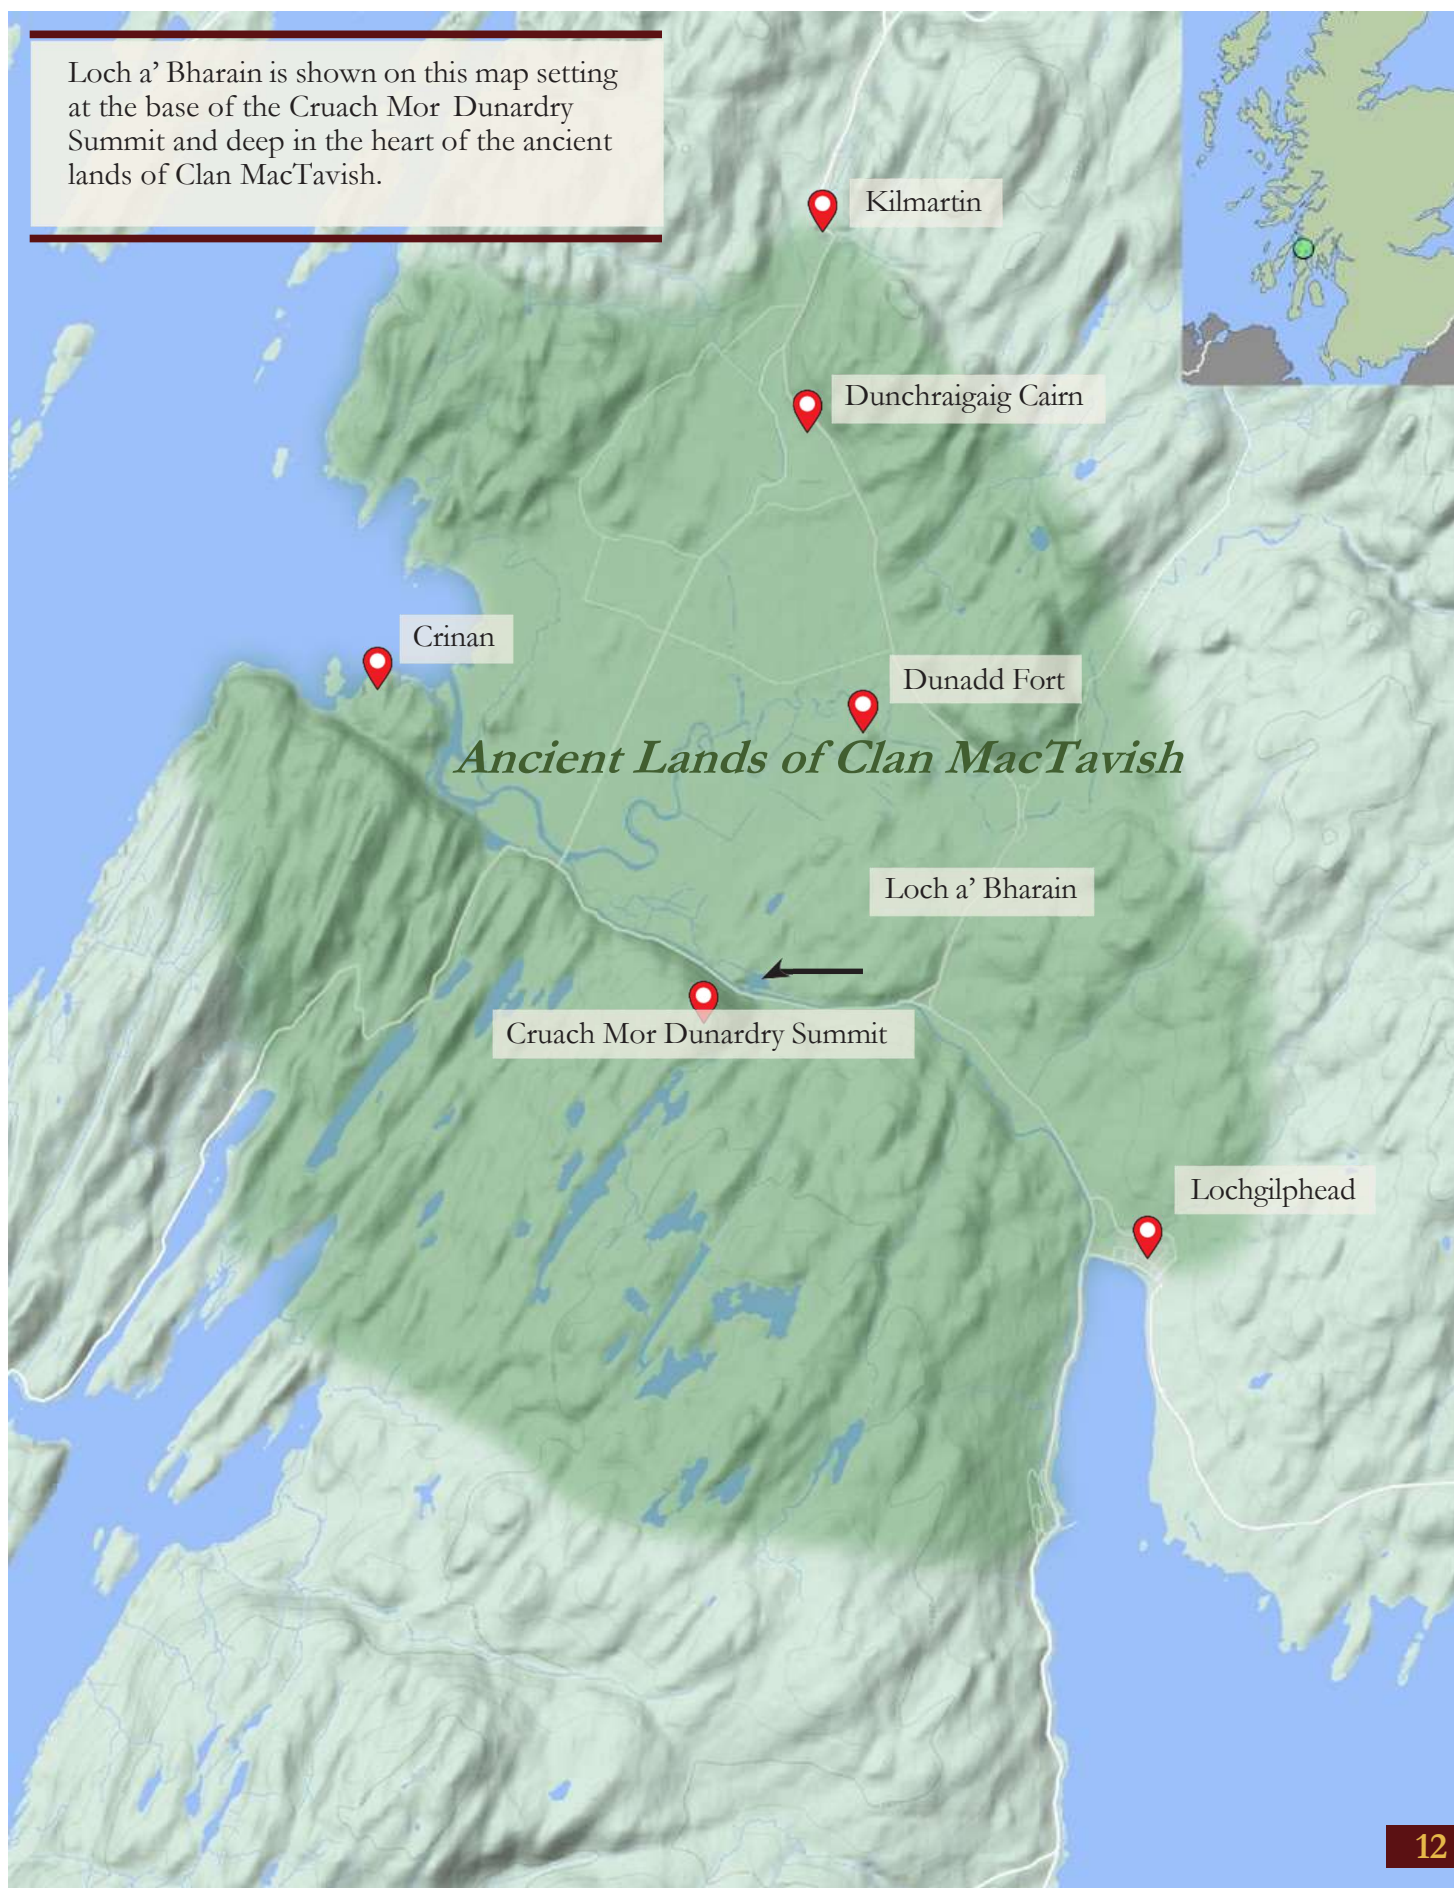 Loch a' Bharain is shown on this map setting
at the base of the Cruach Mor Dunardry
Summit and deep in the heart of the ancient
lands of Clan MacTavish.
Kilmartin
Dunchraigaig Cairn
Crinan
Dunadd Fort
Ancient Lands of Clan MacTavish
Loch a' Bharain
Cruach Mor Dunardry Summit
Lochgilphead
12